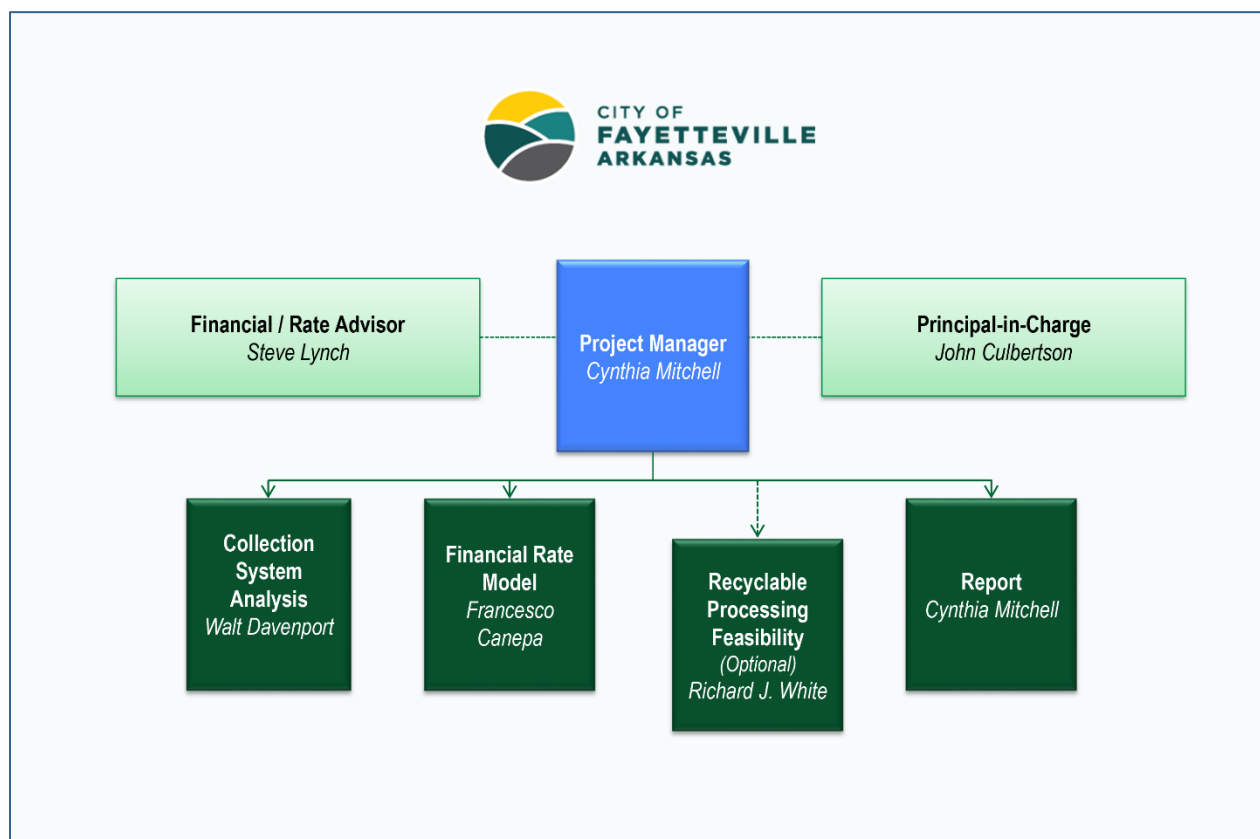 CITY OF
FAYETTEVILLE
ARKANSAS
Financial / Rate Advisor
Steve Lynch
Project Manager
Cynthia Mitchell
Principal-in-Charge
John Culbertson
Collection
System
Analysis
Walt Davenport
Financial Rate
Model
Francesco
Canepa
Recyclable
Processing
Feasibility
(Optional)
Richard J. White
Report
Cynthia Mitchell